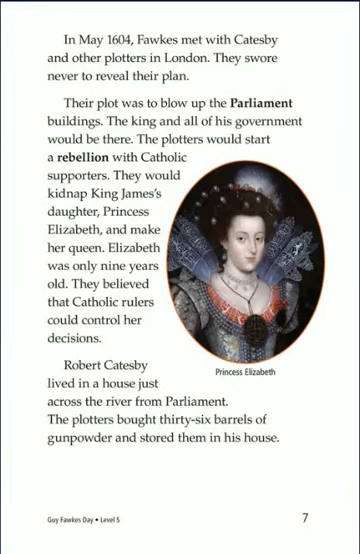 In May 1604, Fawkes met with Catesby
and other plotters in London. They swore
never to reveal their plan.
Their plot was to blow up the Parliament
buildings. The king and all of his government
would be there. The plotters would start
a rebellion with Catholic
supporters. They would
kidnap King James's
daughter, Princess
Elizabeth, and make
her queen. Elizabeth
was only nine years
old. They believed
that Catholic rulers
could control her
decisions.
Princess Elizabeth
Robert Catesby
lived in a house just
across the river from Parliament.
The plotters bought thirty-six barrels of
gunpowder and stored them in his house.
Guy Fawkes Day • Level S
7